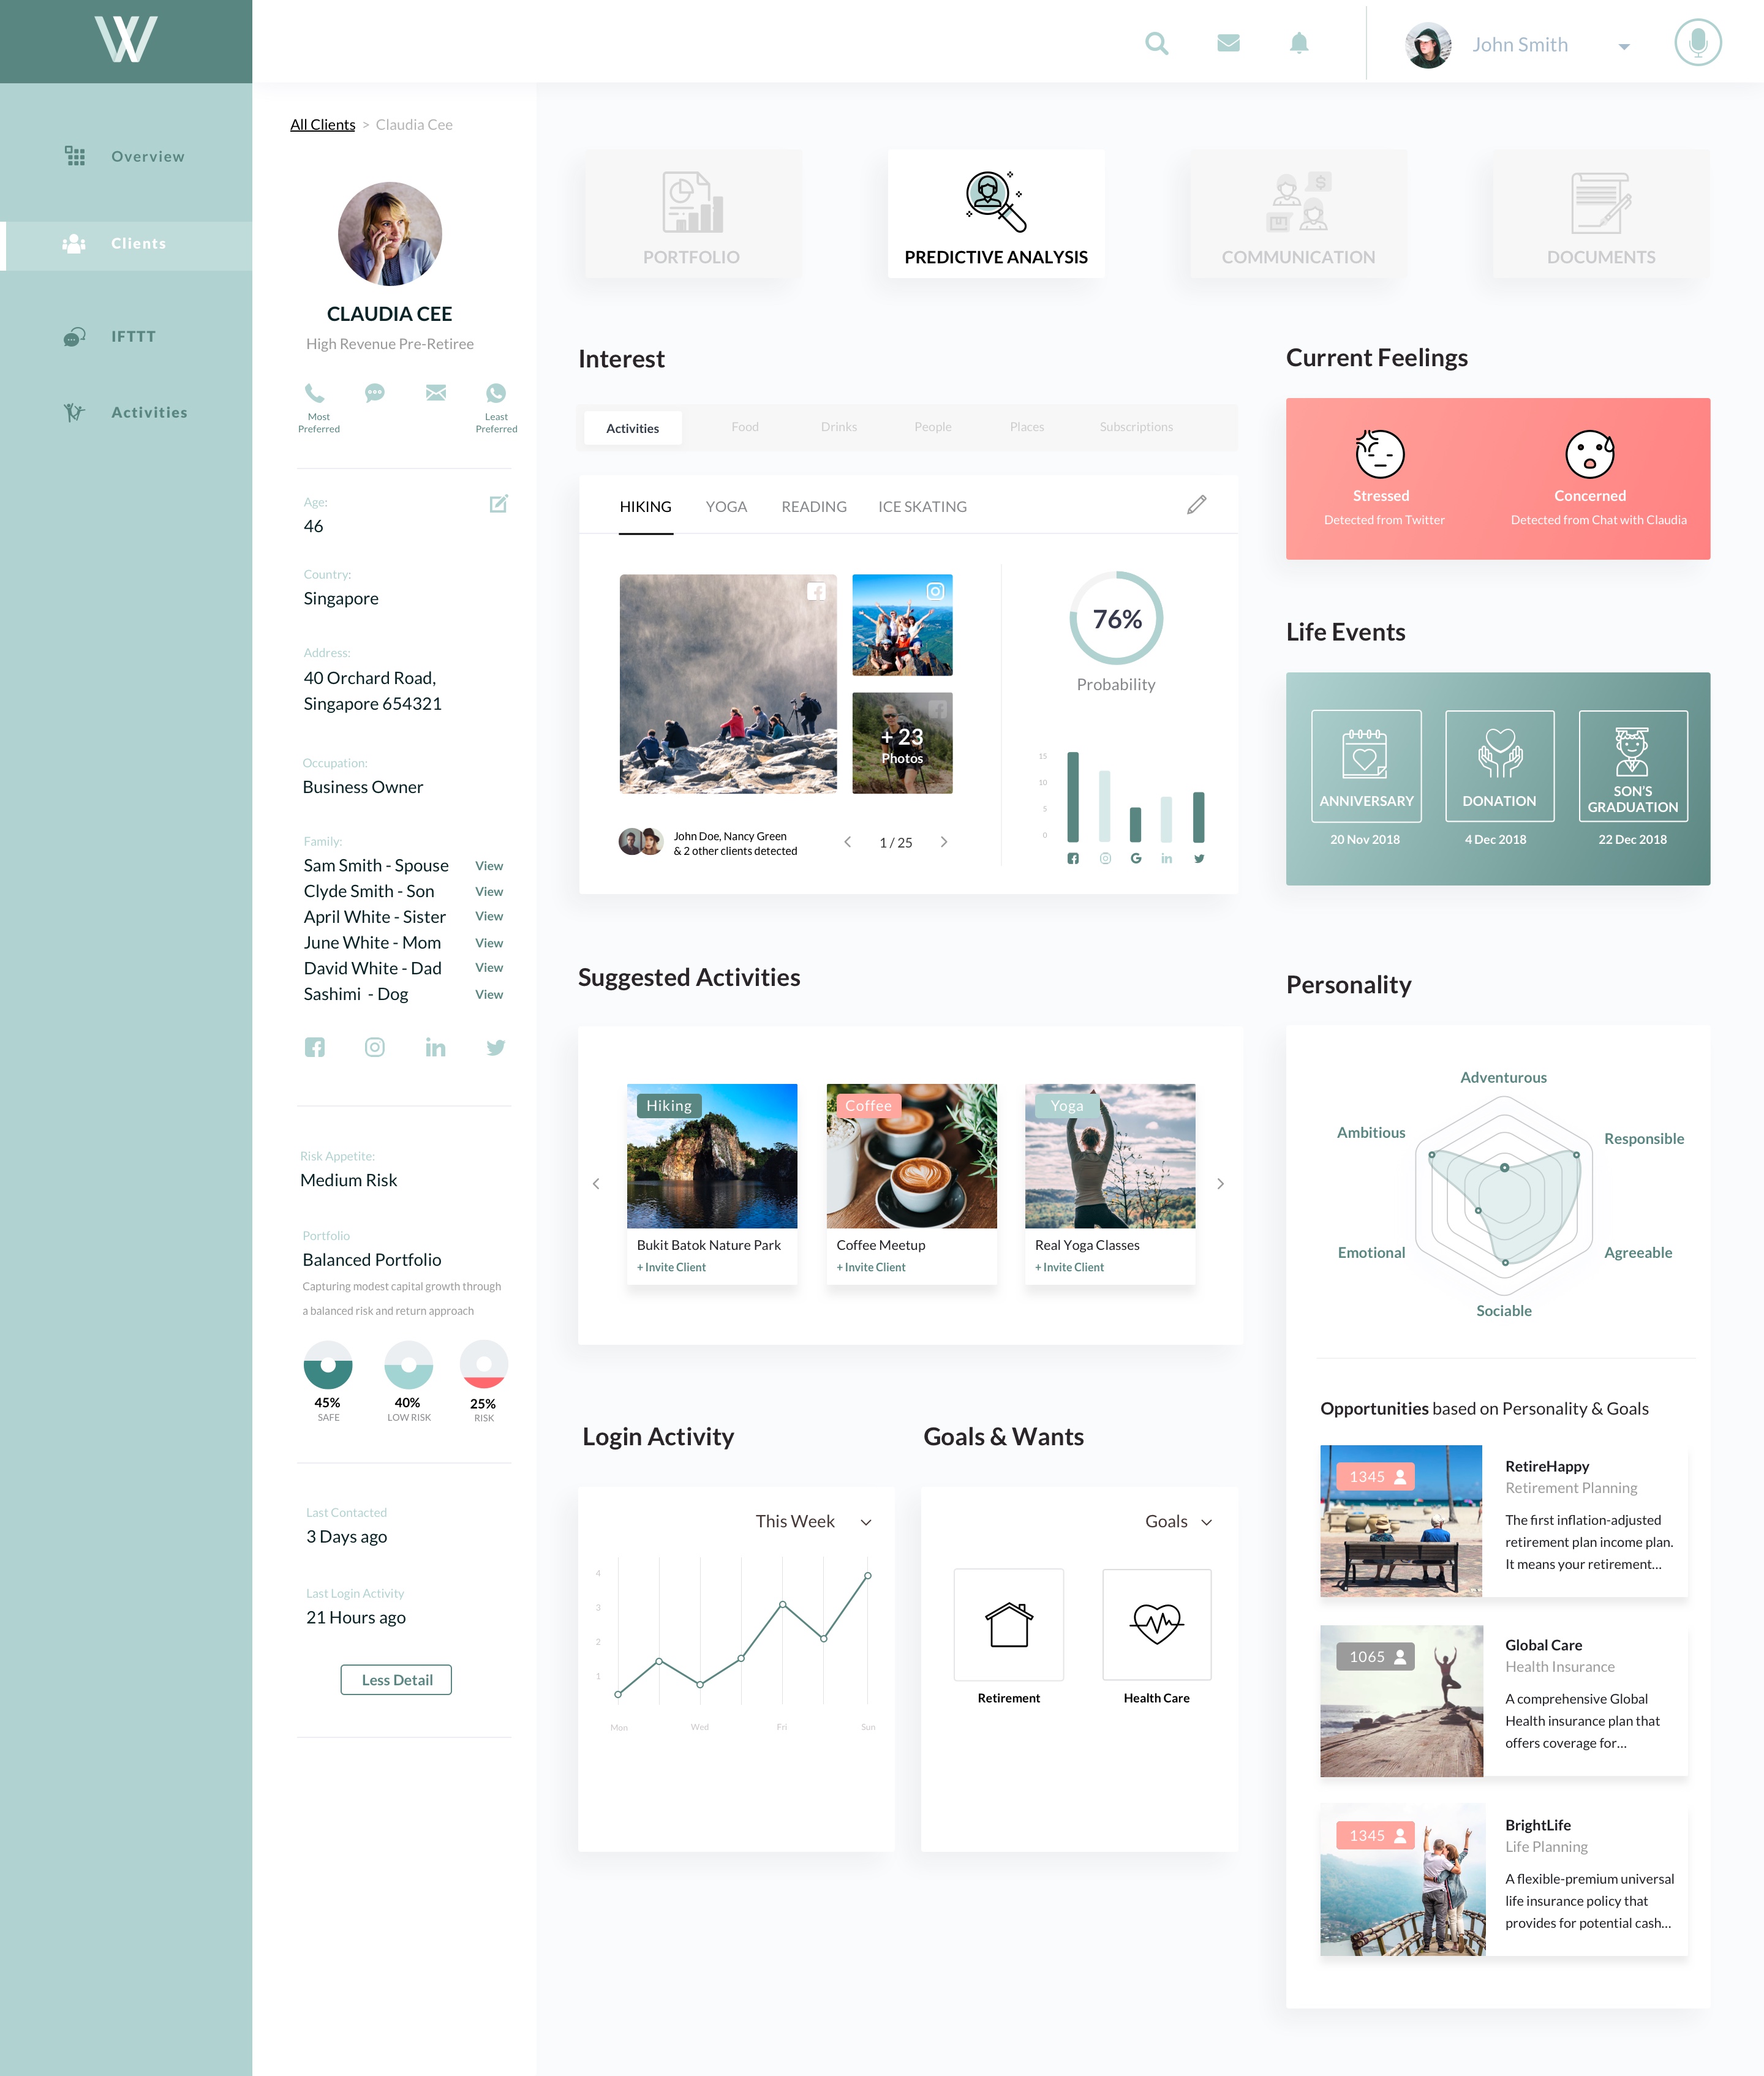 W
John Smith
Overview
Clients
IFTTT
Activities
All Clients > Claudia Cee
CLAUDIA CEE
High Revenue Pre-Retiree
Most
Preferred
Least
Preferred
Age:
46
Country:
Singapore
Address:
40 Orchard Road,
Singapore 654321
Occupation:
Business Owner
Family:
Sam Smith - Spouse View
Clyde Smith - Son View
April White - Sister View
June White - Mom View
David White - Dad View
Sashimi - Dog View
Risk Appetite:
Medium Risk
Portfolio
Balanced Portfolio
Capturing modest capital growth through
a balanced risk and return approach
45% 40% 25%
SAFE LOW RISK RISK
Last Contacted
3 Days ago
Last Login Activity
21 Hours ago
Less Detail
PORTFOLIO
PREDICTIVE ANALYSIS
$
COMMUNICATION
DOCUMENTS
Interest
Activities Food Drinks People Places Subscriptions
HIKING YOGA READING ICE SKATING
+ 23
Photos
John Doe, Nancy Green
& 2 other clients detected
1 / 25
76%
Probability
15
10
5
0
Current Feelings
Stressed
Detected from Twitter
Concerned
Detected from Chat with Claudia
Life Events
ANNIVERSARY
20 Nov 2018
DONATION
4 Dec 2018
SON'S
GRADUATION
22 Dec 2018
Suggested Activities
Hiking
Bukit Batok Nature Park
+ Invite Client
Coffee
Coffee Meetup
+ Invite Client
Yoga
Real Yoga Classes
+ Invite Client
Personality
Adventurous
Ambitious
Responsible
Emotional
Agreeable
Sociable
Opportunities based on Personality & Goals
1345
RetireHappy
Retirement Planning
The first inflation-adjusted
retirement plan income plan.
It means your retirement...
1065
Global Care
Health Insurance
A comprehensive Global
Health insurance plan that
offers coverage for...
1345
BrightLife
Life Planning
A flexible-premium universal
life insurance policy that
provides for potential cash...
Login Activity
This Week
4
3
2
1
Mon Wed Fri Sun
Goals & Wants
Goals
Retirement
Health Care